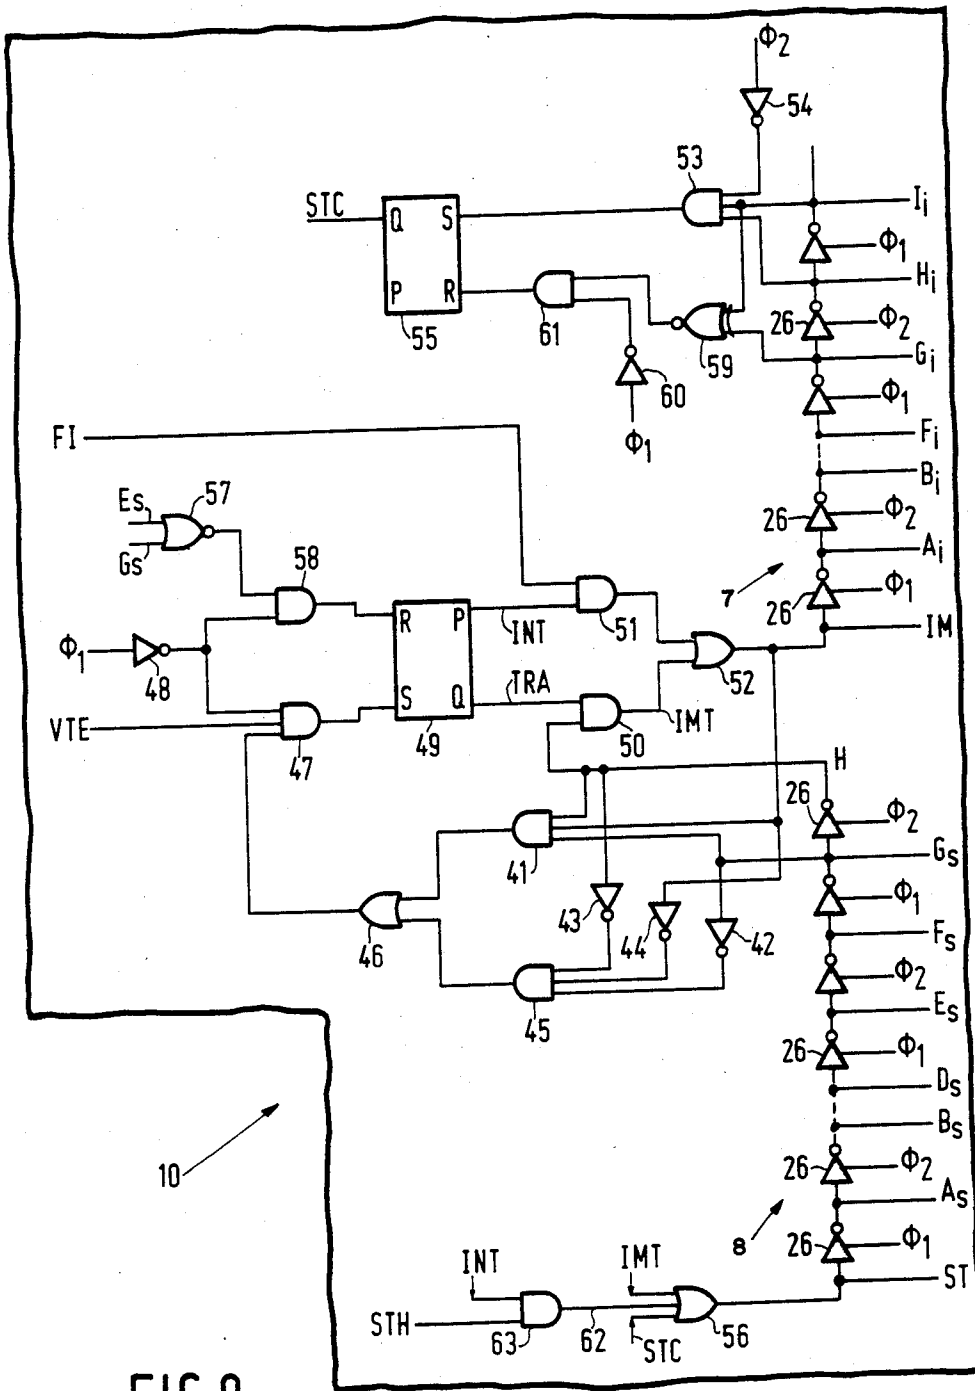 Φ2
54
53
STC
Q S
Ii
Φ1
Hi
P R
61
26
Φ2
55
59
Gi
60
Φ1
Φ1
Fi
FI
Bi
Es
57
26
Φ2
Gs
58
Ai
7
Φ1
26
R P
INT
51
IM
Φ1
48
52
TRA
S Q
VTE
IMT
47
49
50
H
26
Φ2
41
Gs
43
Φ1
46
44
42
Fs
Φ2
45
Es
26
Φ1
Ds
Bs
10
26
Φ2
As
8
26
Φ1
INT
IMT
ST
STH
63
62
56
STC